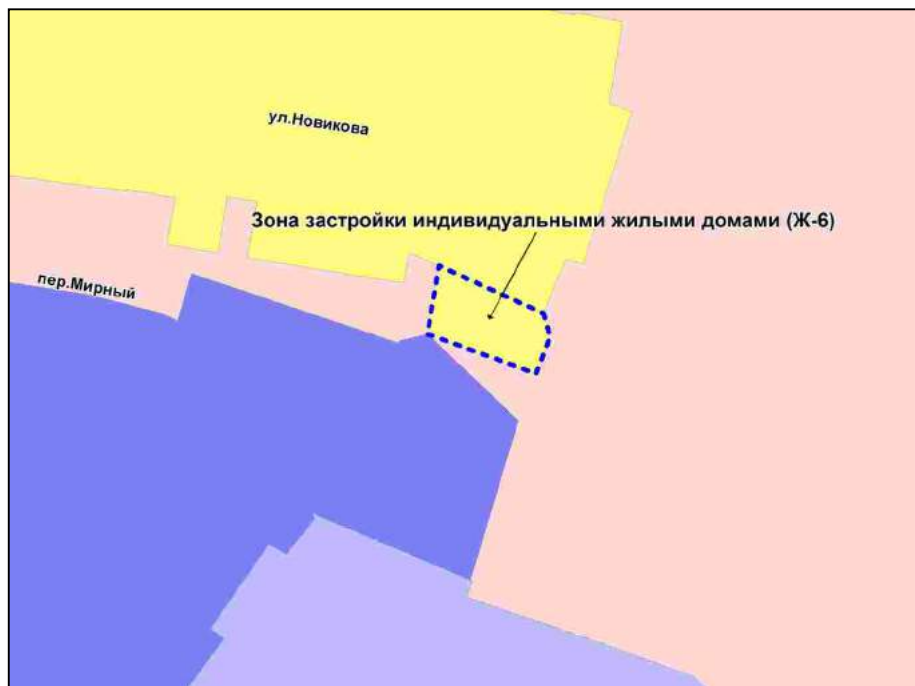 ул.Новикова
Зона застройки индивидуальными жилыми домами (Ж-6)
пер.Мирный